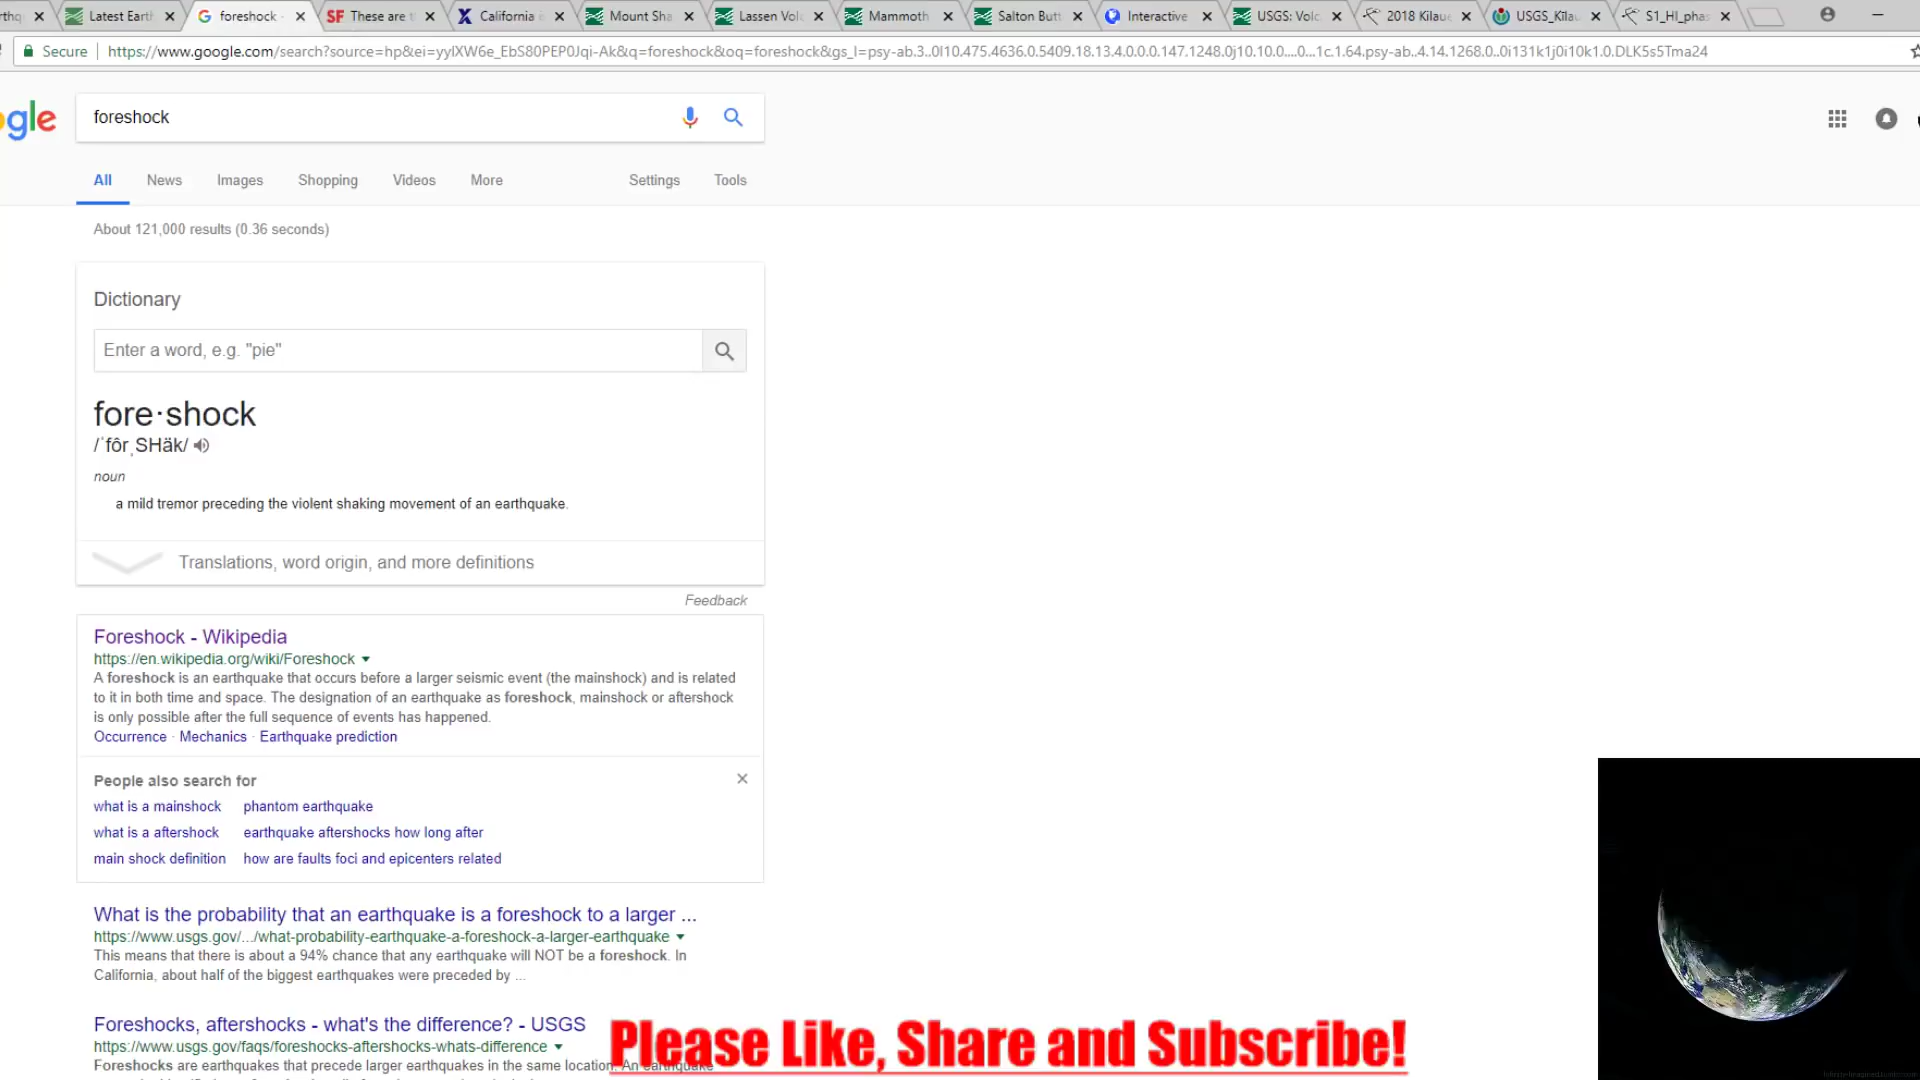 Latest Eart
foreshock -
SF These are t
X California e
Mount Sha
Lassen Vol
Mammoth
Salton Butt
Interactive
USGS: Volc
2018 Kilaue
USGS_Kīlau
S1_HI_phas
Secure https://www.google.com/search?source=hp&ei=yylXW6e_EbS80PEP0Jqi-Ak&q=foreshock&oq=foreshock&gs_l=psy-ab.3..0l10.475.4636.0.5409.18.13.4.0.0.0.147.1248.0j10.10.0....0...1c.1.64.psy-ab..4.14.1268.0..0i131k1j0i10k1.0.DLK5s5Tma24
ogle foreshock
All News Images Shopping Videos More Settings Tools
About 121,000 results (0.36 seconds)
Dictionary
Enter a word, e.g. "pie"
fore·shock
/ˈfôrˌSHäk/
noun
a mild tremor preceding the violent shaking movement of an earthquake.
Translations, word origin, and more definitions
Feedback
Foreshock - Wikipedia
https://en.wikipedia.org/wiki/Foreshock
A foreshock is an earthquake that occurs before a larger seismic event (the mainshock) and is related
to it in both time and space. The designation of an earthquake as foreshock, mainshock or aftershock
is only possible after the full sequence of events has happened.
Occurrence · Mechanics · Earthquake prediction
People also search for
what is a mainshock phantom earthquake
what is a aftershock earthquake aftershocks how long after
main shock definition how are faults foci and epicenters related
What is the probability that an earthquake is a foreshock to a larger ...
https://www.usgs.gov/.../what-probability-earthquake-a-foreshock-a-larger-earthquake
This means that there is about a 94% chance that any earthquake will NOT be a foreshock. In
California, about half of the biggest earthquakes were preceded by ...
Foreshocks, aftershocks - what's the difference? - USGS
https://www.usgs.gov/faqs/foreshocks-aftershocks-whats-difference
Foreshocks are earthquakes that precede larger earthquakes in the same location. An earthquake
Please Like, Share and Subscribe!